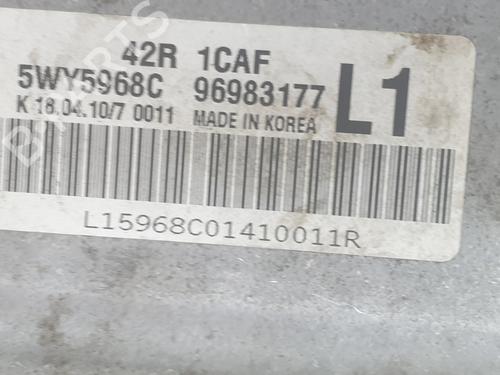 42R 1CAF
5WY5968C 96983177 L1
K 18.04.10/7 0011 MADE IN KOREA
L15968C01410011R